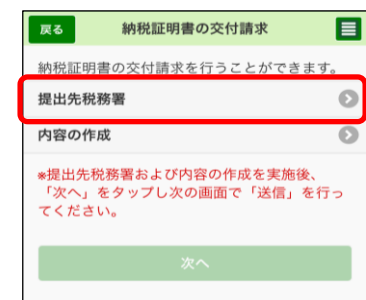 戻る 納税証明書の交付請求
納税証明書の交付請求を行うことができます。
提出先税務署
内容の作成
※提出先税務署および内容の作成を実施後、
「次へ」をタップし次の画面で「送信」を行っ
てください。
次へ